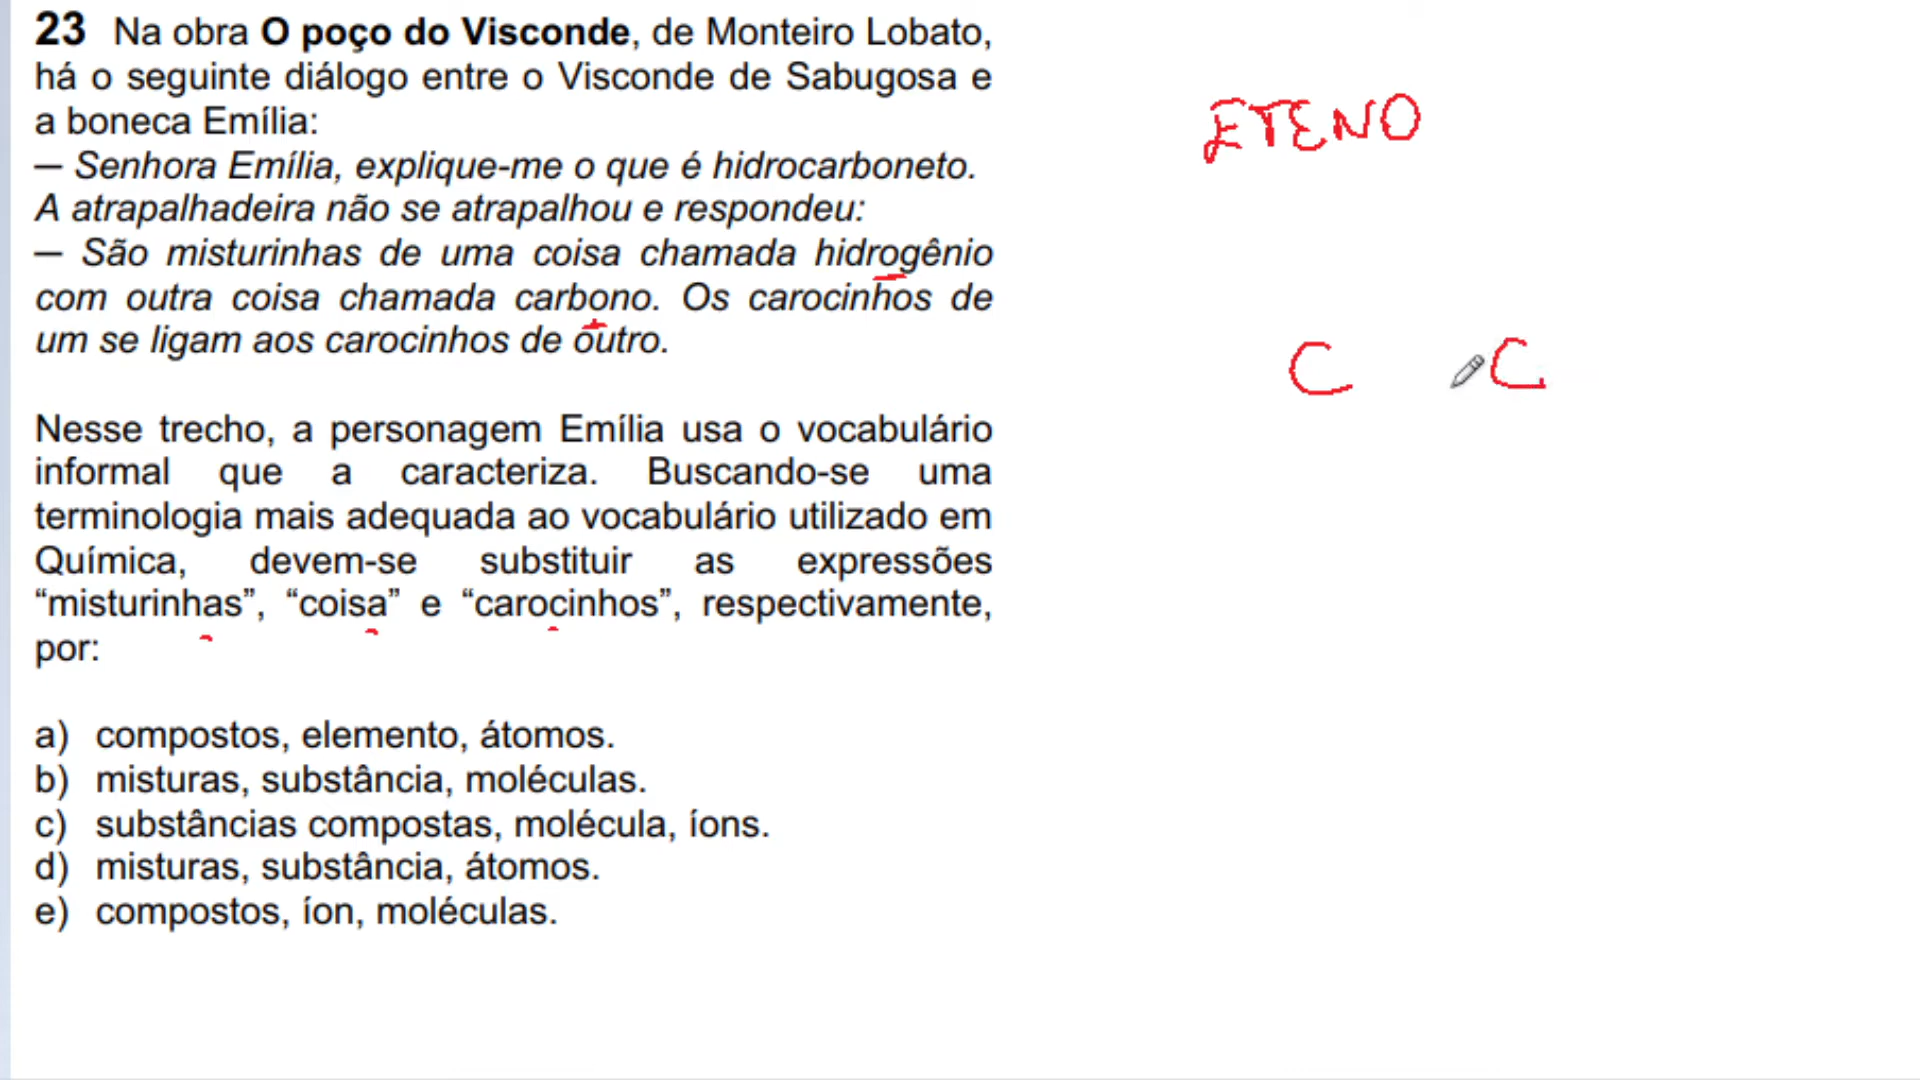 23 Na obra O poço do Visconde, de Monteiro Lobato,
há o seguinte diálogo entre o Visconde de Sabugosa e
a boneca Emília:
— Senhora Emília, explique-me o que é hidrocarboneto.
A atrapalhadeira não se atrapalhou e respondeu:
— São misturinhas de uma coisa chamada hidrogênio
com outra coisa chamada carbono. Os carocinhos de
um se ligam aos carocinhos de outro.
Nesse trecho, a personagem Emília usa o vocabulário
informal que a caracteriza. Buscando-se uma
terminologia mais adequada ao vocabulário utilizado em
Química, devem-se substituir as expressões
“misturinhas”, “coisa” e “carocinhos”, respectivamente,
por:
a) compostos, elemento, átomos.
b) misturas, substância, moléculas.
c) substâncias compostas, molécula, íons.
d) misturas, substância, átomos.
e) compostos, íon, moléculas.
ETENO
C C